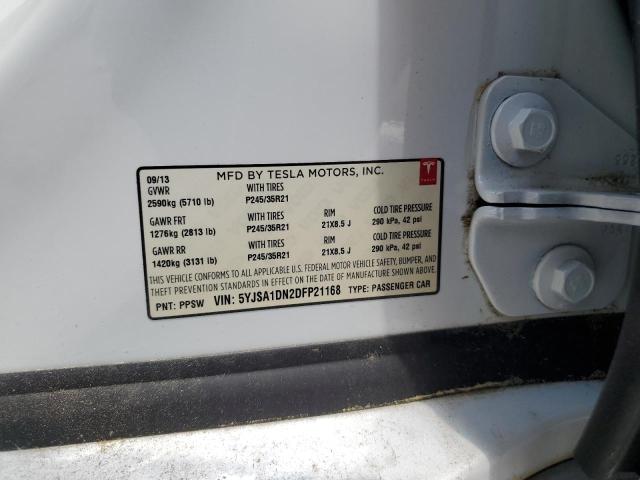 09/13 MFD BY TESLA MOTORS, INC. TESLA
GVWR WITH TIRES
2590kg (5710 lb) P245/35R21
GAWR FRT WITH TIRES RIM COLD TIRE PRESSURE
1276kg (2813 lb) P245/35R21 21X8.5 J 290 kPa, 42 psi
GAWR RR WITH TIRES RIM COLD TIRE PRESSURE
1420kg (3131 lb) P245/35R21 21X8.5 J 290 kPa, 42 psi
THIS VEHICLE CONFORMS TO ALL APPLICABLE U.S. FEDERAL MOTOR VEHICLE SAFETY, BUMPER, AND
THEFT PREVENTION STANDARDS IN EFFECT ON THE DATE OF MANUFACTURE SHOWN ABOVE.
PNT: PPSW VIN: 5YJSA1DN2DFP21168 TYPE: PASSENGER CAR